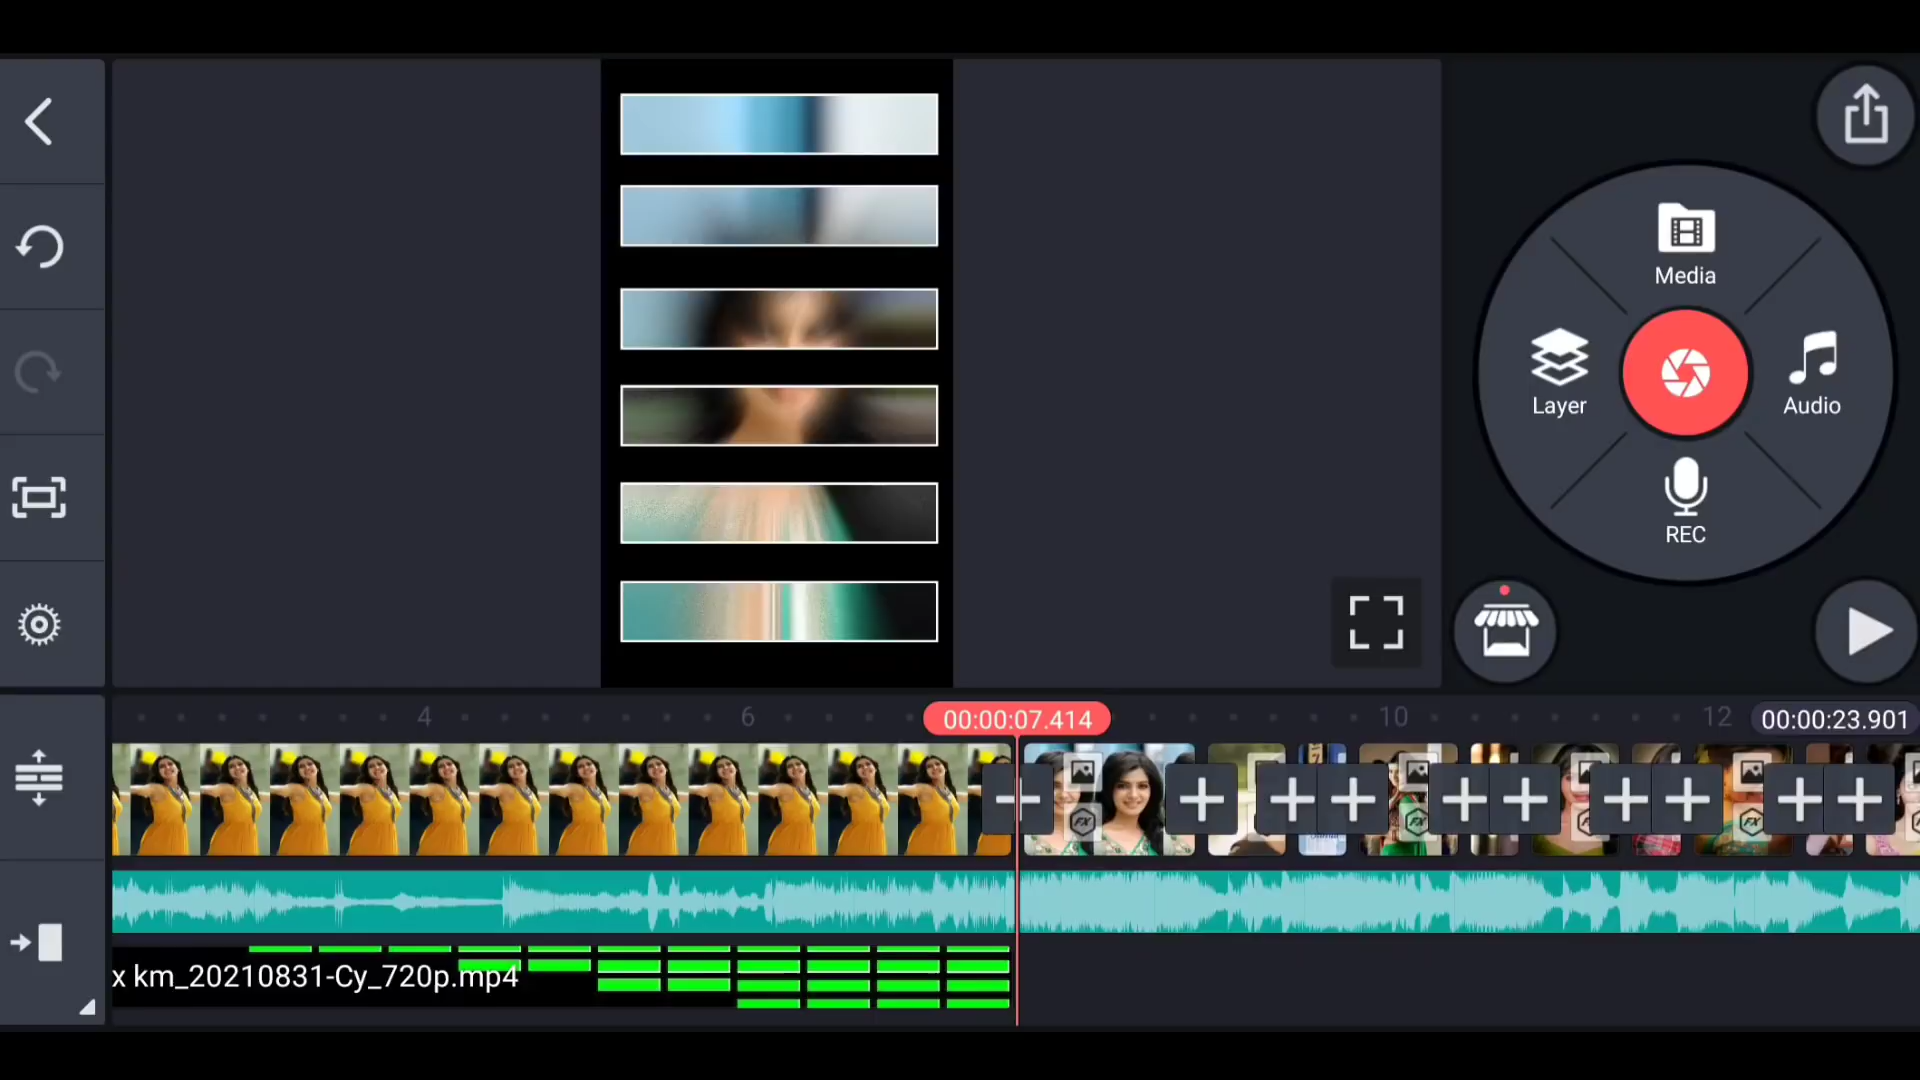 Media
Layer
Audio
REC
4
6
00:00:07.414
10
12
00:00:23.901
x km_20210831-Cy_720p.mp4